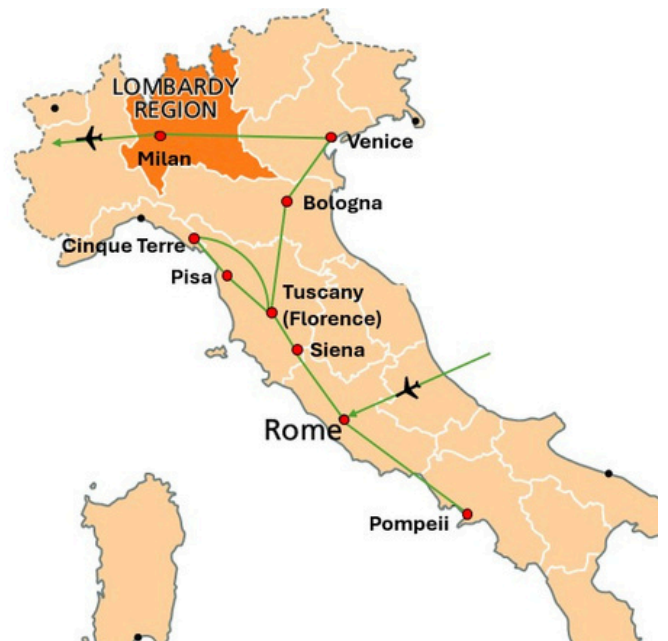 LOMBARDY
REGION
Milan
Venice
Bologna
Cinque Terre
Pisa
Tuscany
(Florence)
Siena
Rome
Pompeii